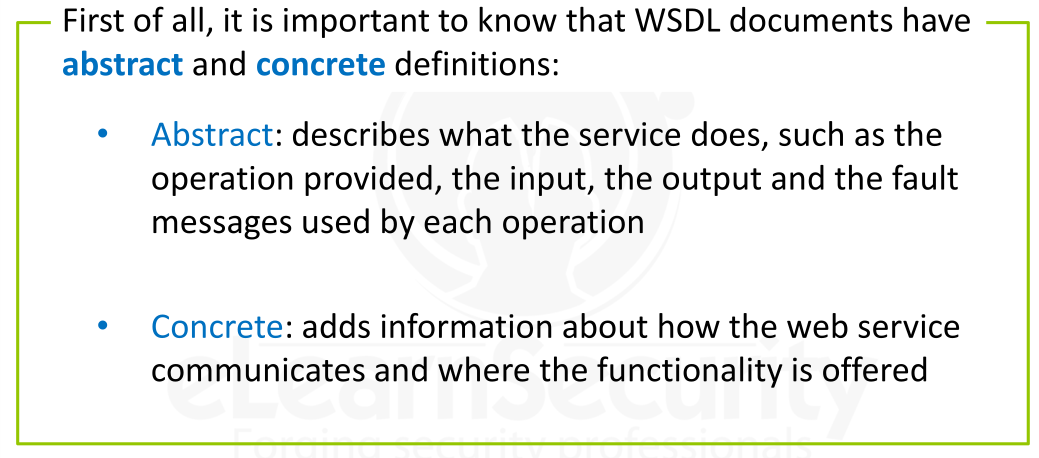 First of all, it is important to know that WSDL documents have
abstract and concrete definitions:
• Abstract: describes what the service does, such as the
operation provided, the input, the output and the fault
messages used by each operation
• Concrete: adds information about how the web service
communicates and where the functionality is offered
eLearnSecurity
Forging security professionals